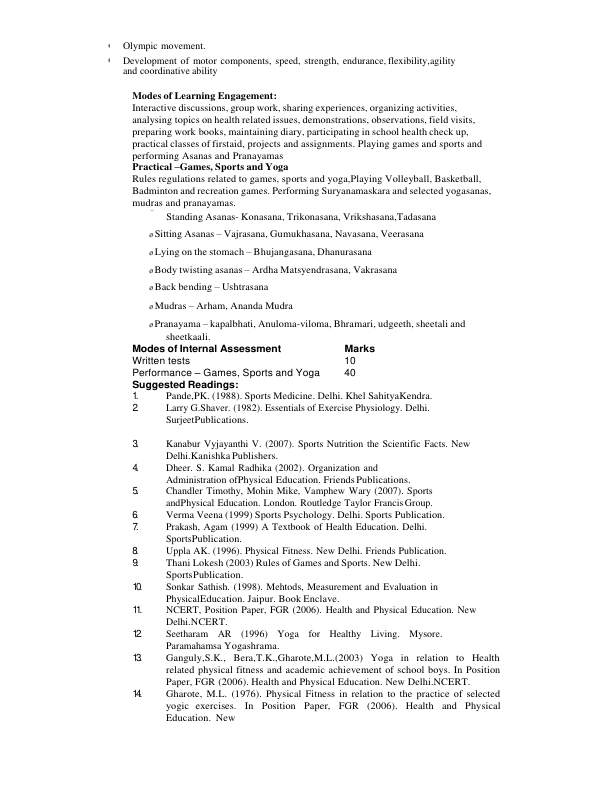 Olympic movement.
Development of motor components, speed, strength, endurance, flexibility,agility
and coordinative ability
Modes of Learning Engagement:
Interactive discussions, group work, sharing experiences, organizing activities,
analysing topics on health related issues, demonstrations, observations, field visits,
preparing work books, maintaining diary, participating in school health check up,
practical classes of firstaid, projects and assignments. Playing games and sports and
performing Asanas and Pranayamas
Practical –Games, Sports and Yoga
Rules regulations related to games, sports and yoga,Playing Volleyball, Basketball,
Badminton and recreation games. Performing Suryanamaskara and selected yogasanas,
mudras and pranayamas.
Standing Asanas- Konasana, Trikonasana, Vrikshasana,Tadasana
ø Sitting Asanas – Vajrasana, Gumukhasana, Navasana, Veerasana
ø Lying on the stomach – Bhujangasana, Dhanurasana
ø Body twisting asanas – Ardha Matsyendrasana, Vakrasana
ø Back bending – Ushtrasana
ø Mudras – Arham, Ananda Mudra
ø Pranayama – kapalbhati, Anuloma-viloma, Bhramari, udgeeth, sheetali and
sheetkaali.
Modes of Internal Assessment Marks
Written tests 10
Performance – Games, Sports and Yoga 40
Suggested Readings:
1. Pande,PK. (1988). Sports Medicine. Delhi. Khel SahityaKendra.
2 Larry G.Shaver. (1982). Essentials of Exercise Physiology. Delhi.
SurjeetPublications.
3. Kanabur Vyjayanthi V. (2007). Sports Nutrition the Scientific Facts. New
Delhi.Kanishka Publishers.
4. Dheer. S. Kamal Radhika (2002). Organization and
Administration ofPhysical Education. Friends Publications.
5. Chandler Timothy, Mohin Mike, Vamphew Wary (2007). Sports
andPhysical Education. London. Routledge Taylor Francis Group.
6. Verma Veena (1999) Sports Psychology. Delhi. Sports Publication.
7. Prakash, Agam (1999) A Textbook of Health Education. Delhi.
SportsPublication.
8. Uppla AK. (1996). Physical Fitness. New Delhi. Friends Publication.
9. Thani Lokesh (2003) Rules of Games and Sports. New Delhi.
SportsPublication.
10. Sonkar Sathish. (1998). Mehtods, Measurement and Evaluation in
PhysicalEducation. Jaipur. Book Enclave.
11. NCERT, Position Paper, FGR (2006). Health and Physical Education. New
Delhi.NCERT.
12 Seetharam AR (1996) Yoga for Healthy Living. Mysore.
Paramahamsa Yogashrama.
13. Ganguly,S.K., Bera,T.K.,Gharote,M.L.(2003) Yoga in relation to Health
related physical fitness and academic achievement of school boys. In Position
Paper, FGR (2006). Health and Physical Education. New Delhi.NCERT.
14. Gharote, M.L. (1976). Physical Fitness in relation to the practice of selected
yogic exercises. In Position Paper, FGR (2006). Health and Physical
Education. New